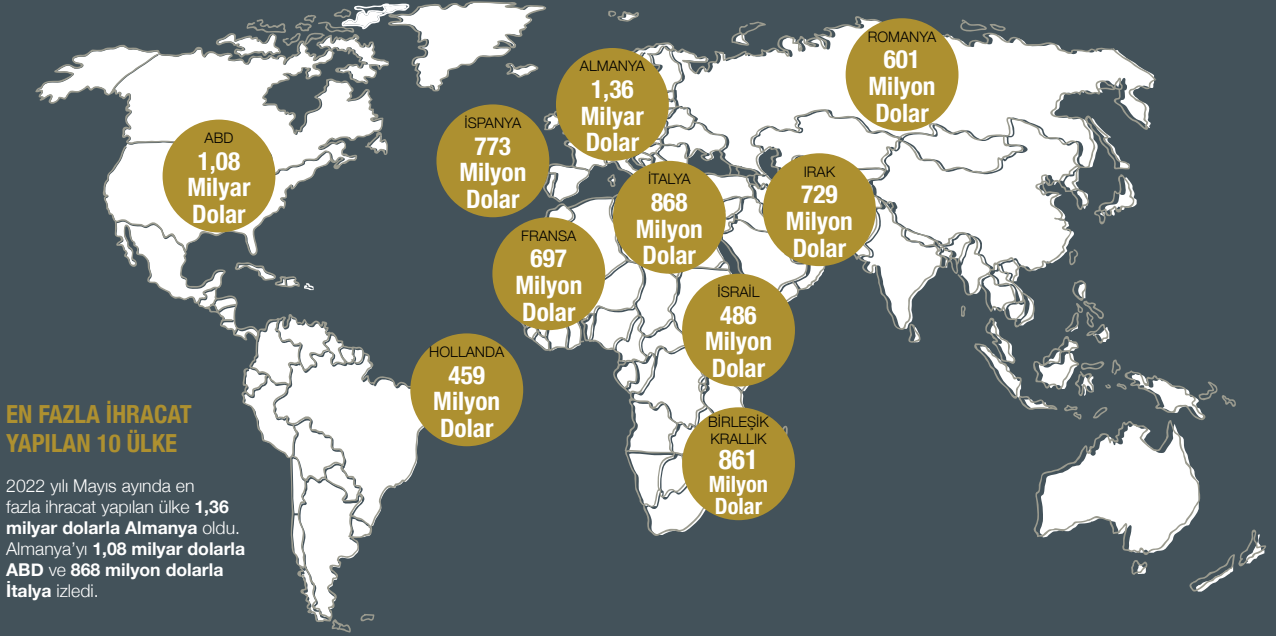 ROMANYA
601
Milyon
Dolar
ALMANYA
1,36
Milyar
Dolar
İSPANYA
773
Milyon
Dolar
ABD
1,08
Milyar
Dolar
İTALYA
868
Milyon
Dolar
IRAK
729
Milyon
Dolar
FRANSA
697
Milyon
Dolar
İSRAİL
486
Milyon
Dolar
HOLLANDA
459
Milyon
Dolar
BİRLEŞİK
KRALLIK
861
Milyon
Dolar
EN FAZLA İHRACAT
YAPILAN 10 ÜLKE
2022 yılı Mayıs ayında en
fazla ihracat yapılan ülke 1,36
milyar dolarla Almanya oldu.
Almanya’yı 1,08 milyar dolarla
ABD ve 868 milyon dolarla
İtalya izledi.